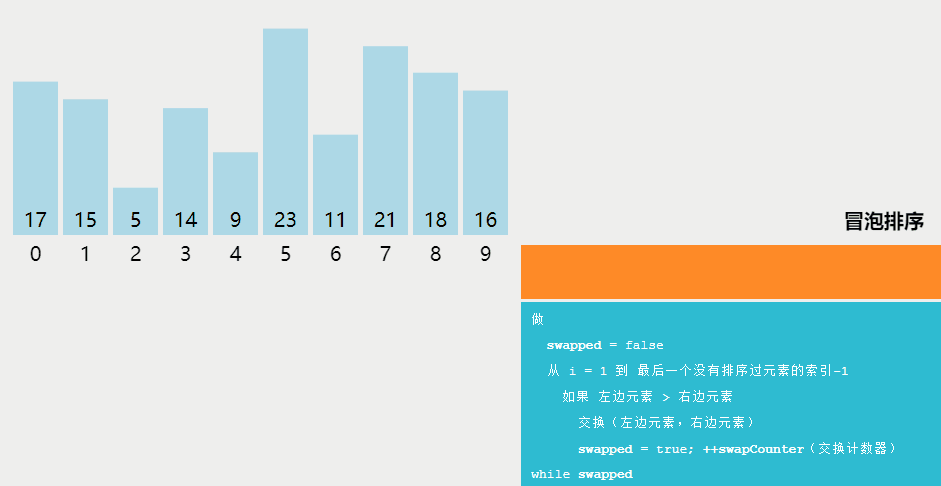 17 15 5 14 9 23 11 21 18 16
0 1 2 3 4 5 6 7 8 9
冒泡排序
做
swapped = false
从 i = 1 到 最后一个没有排序过元素的索引-1
如果 左边元素 > 右边元素
交换(左边元素,右边元素)
swapped = true; ++swapCounter(交换计数器)
while swapped